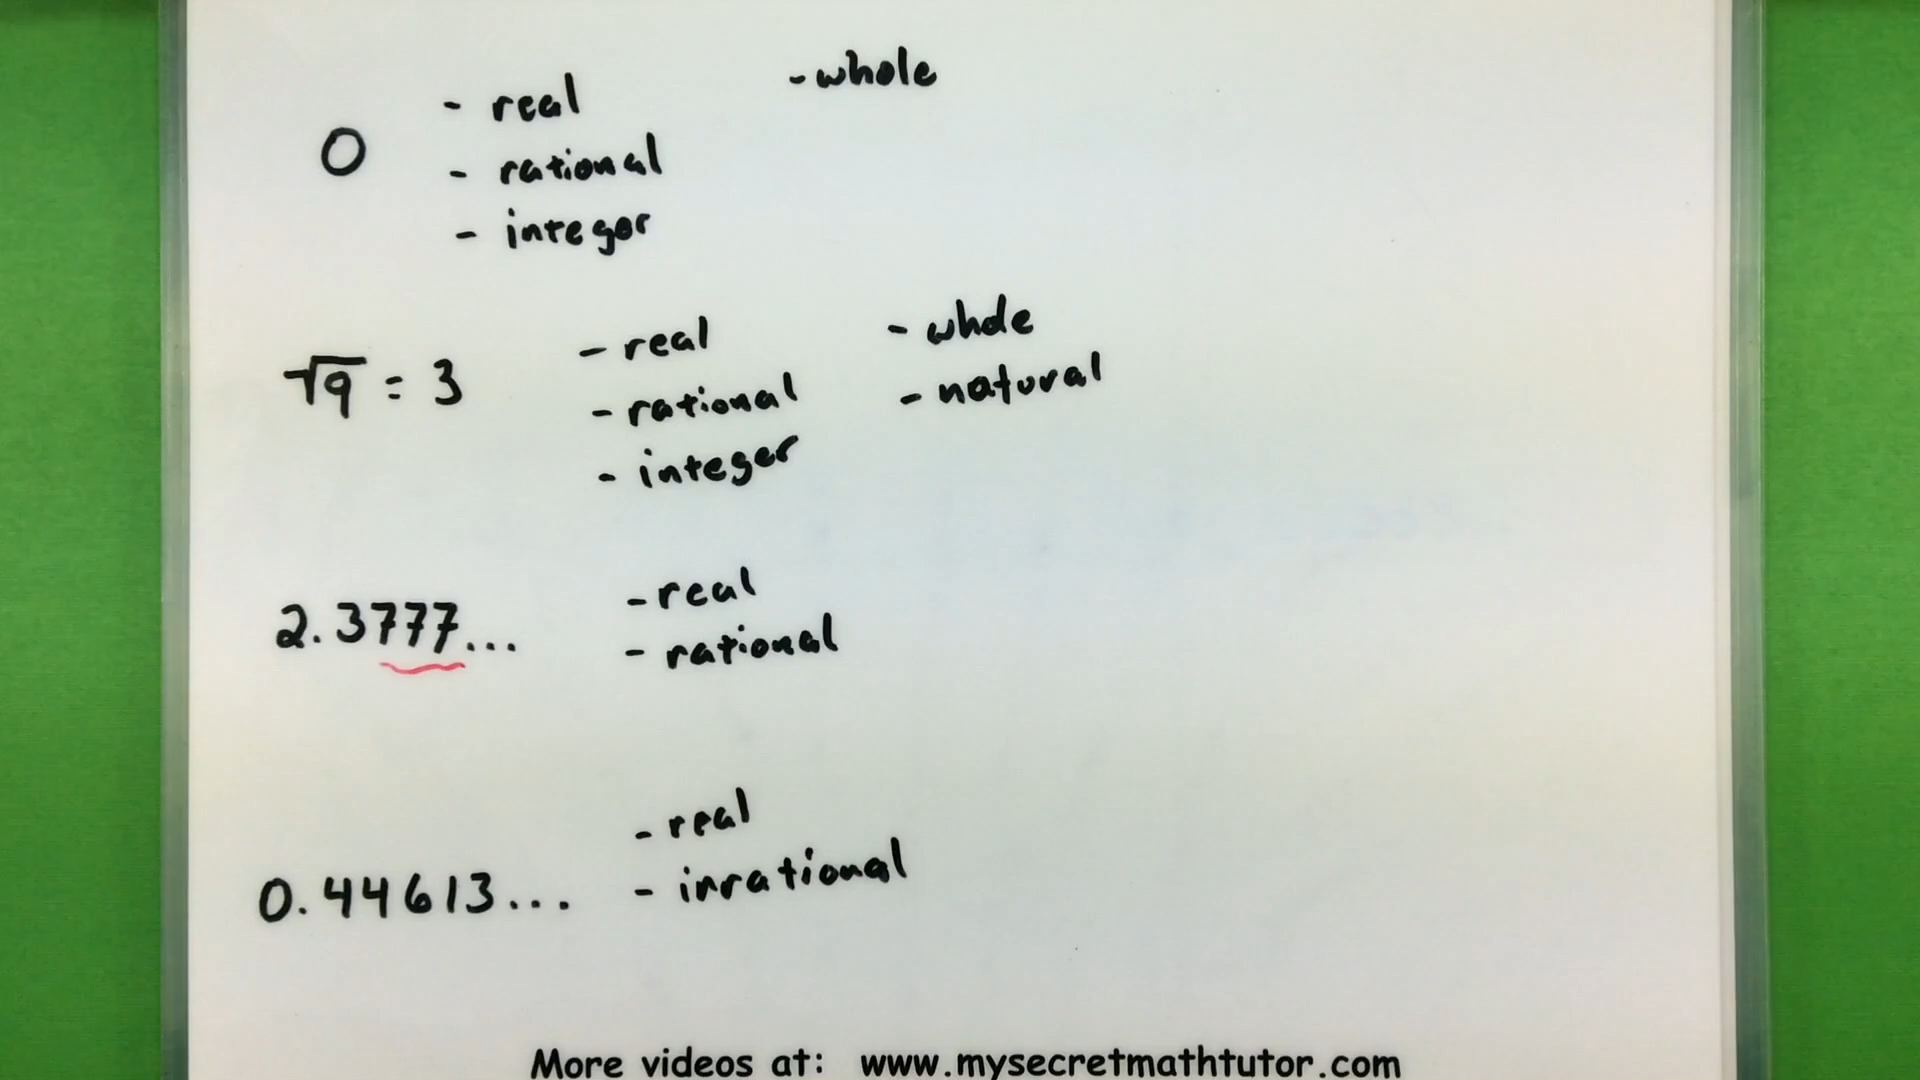 - real - whole
0
- rational
- integer
- real - whole
√9 = 3
- rational - natural
- integer
2.3777... - real
- rational
- real
0.44613... - irrational
More videos at: www.mysecretmathtutor.com